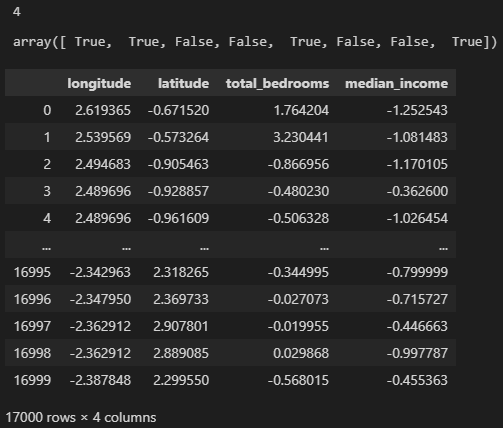 4
array([ True,  True, False, False,  True, False, False,  True])
longitude latitude total_bedrooms median_income
0 2.619365 -0.671520 1.764204 -1.252543
1 2.539569 -0.573264 3.230441 -1.081483
2 2.494683 -0.905463 -0.866956 -1.170105
3 2.489696 -0.928857 -0.480230 -0.362600
4 2.489696 -0.961609 -0.506328 -1.026454
... ... ... ... ...
16995 -2.342963 2.318265 -0.344995 -0.799999
16996 -2.347950 2.369733 -0.027073 -0.715727
16997 -2.362912 2.907801 -0.019955 -0.446663
16998 -2.362912 2.889085 0.029868 -0.997787
16999 -2.387848 2.299550 -0.568015 -0.455363
17000 rows × 4 columns